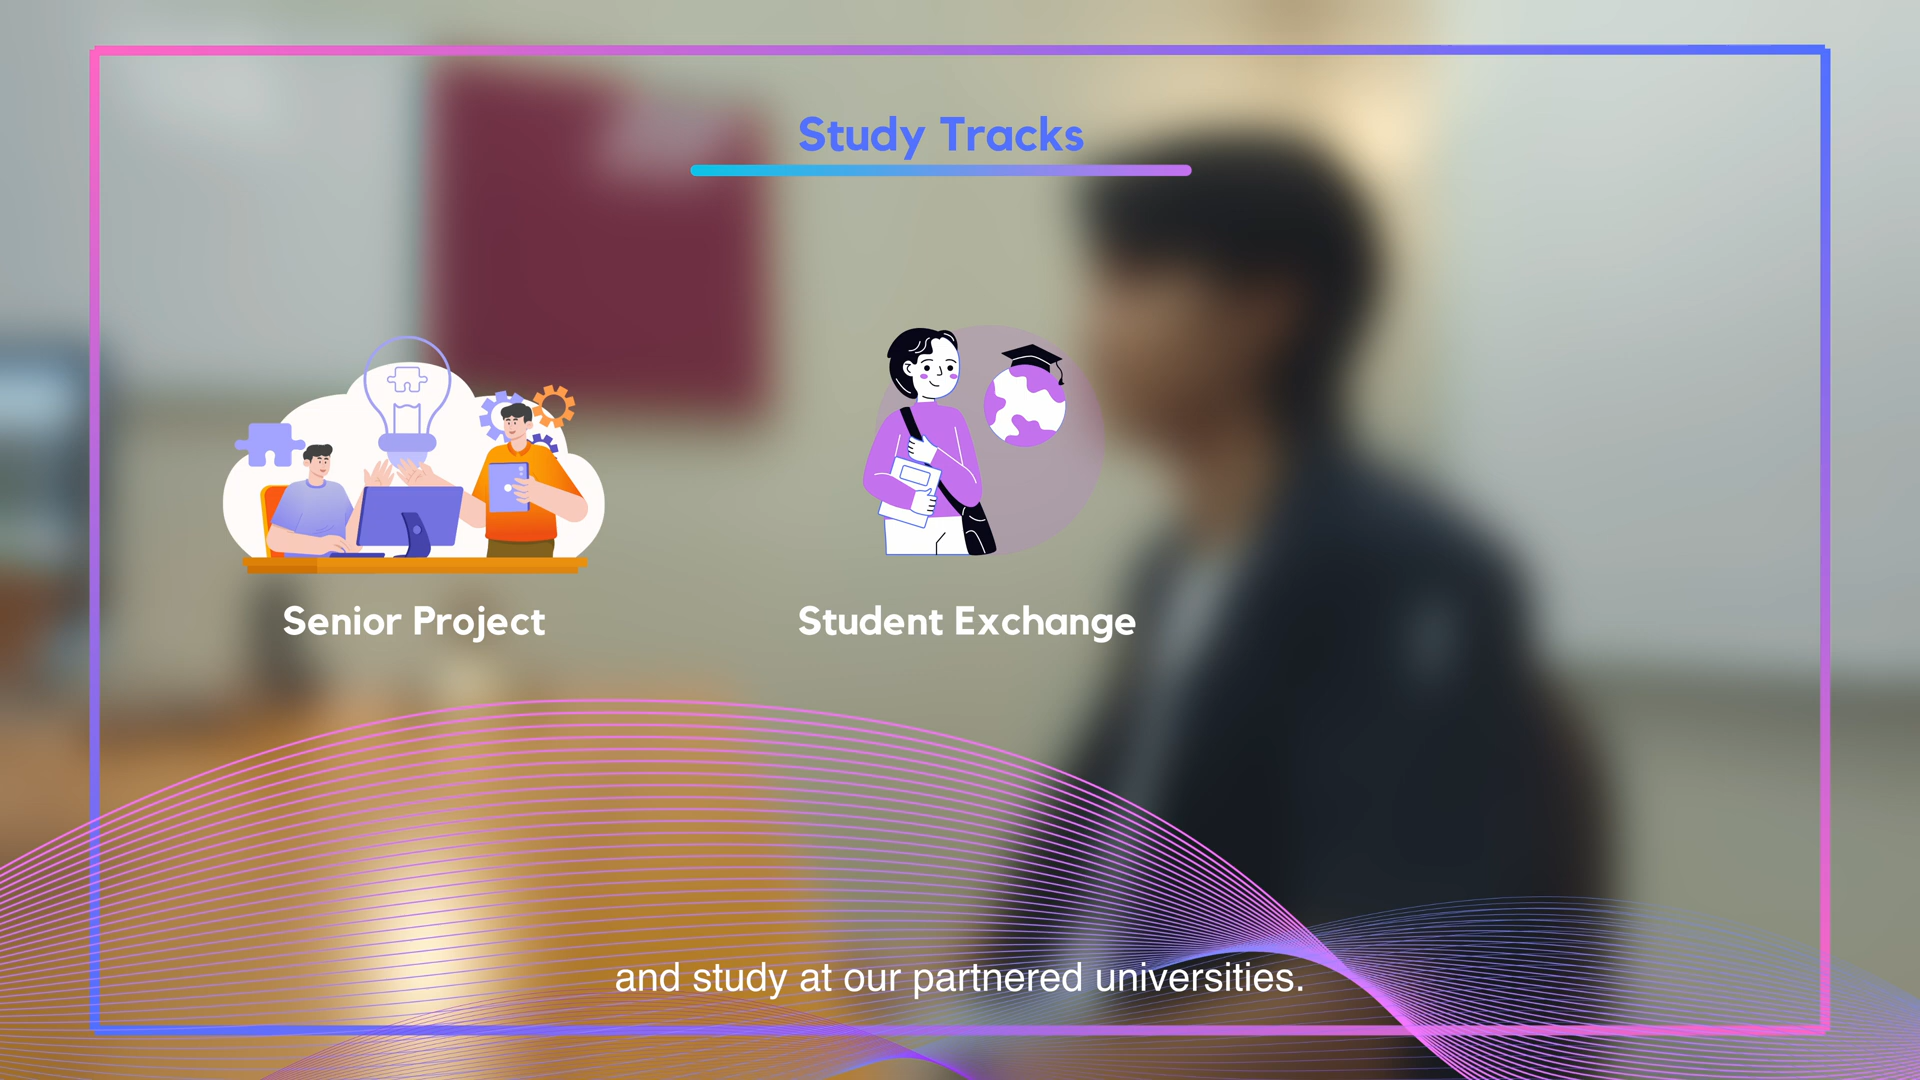 Study Tracks
Senior Project
Student Exchange
and study at our partnered universities.